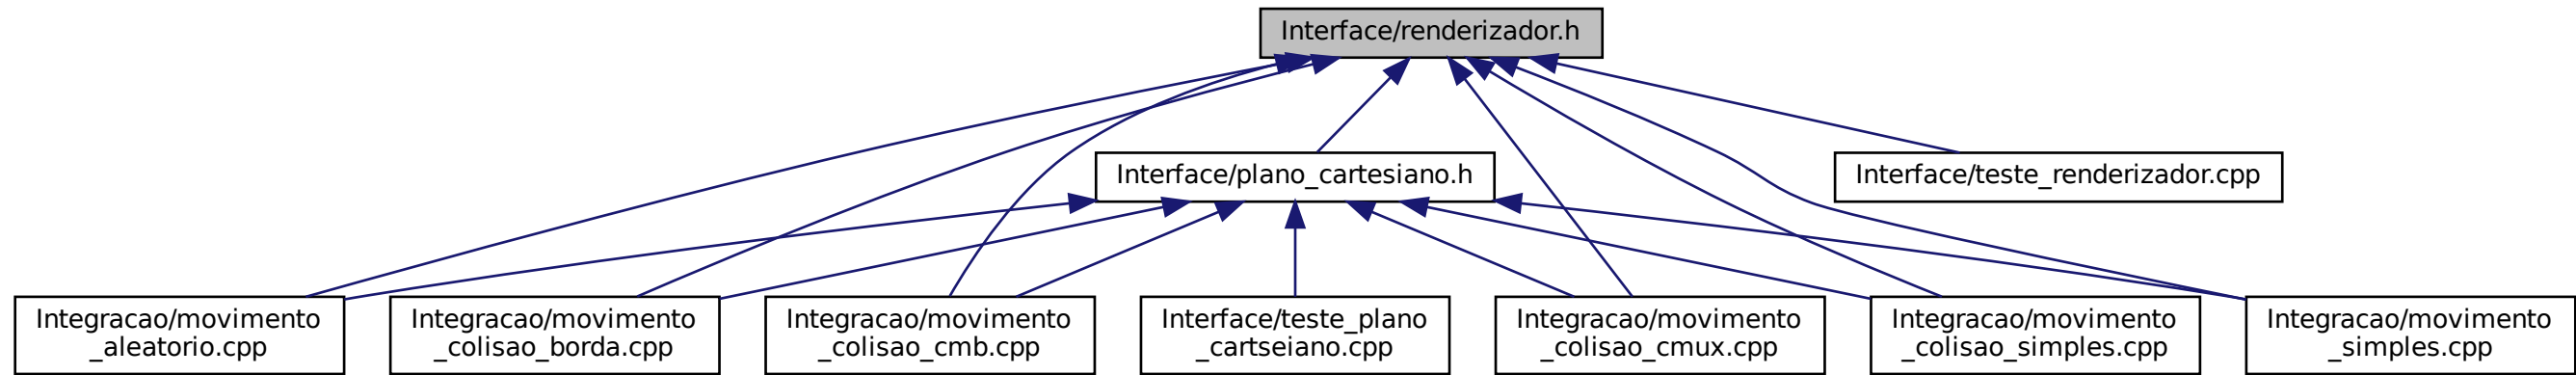 Interface/renderizador.h
Interface/plano_cartesiano.h
Interface/teste_renderizador.cpp
Integracao/movimento
_aleatorio.cpp
Integracao/movimento
_colisao_borda.cpp
Integracao/movimento
_colisao_cmb.cpp
Interface/teste_plano
_cartseiano.cpp
Integracao/movimento
_colisao_cmux.cpp
Integracao/movimento
_colisao_simples.cpp
Integracao/movimento
_simples.cpp